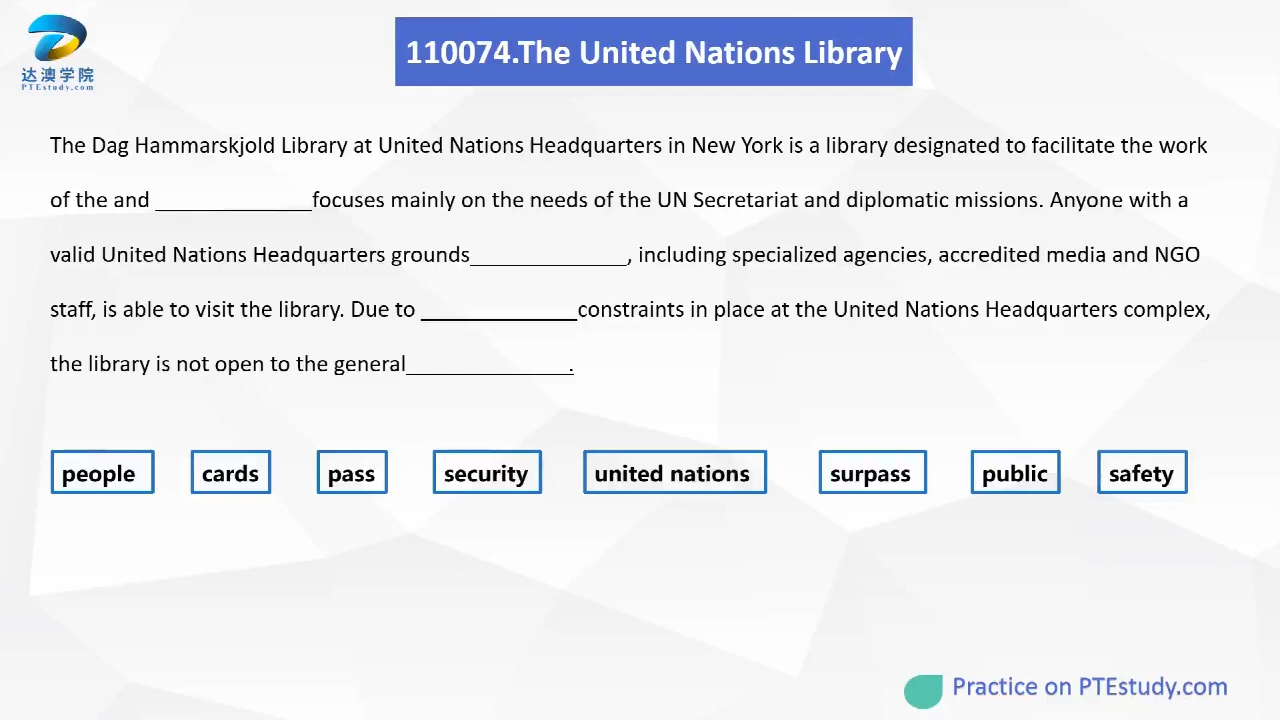 达澳学院
PTEstudy.com
110074.The United Nations Library
The Dag Hammarskjold Library at United Nations Headquarters in New York is a library designated to facilitate the work
of the and ______________focuses mainly on the needs of the UN Secretariat and diplomatic missions. Anyone with a
valid United Nations Headquarters grounds______________, including specialized agencies, accredited media and NGO
staff, is able to visit the library. Due to ______________constraints in place at the United Nations Headquarters complex,
the library is not open to the general______________.
people cards pass security united nations surpass public safety
Practice on PTEstudy.com